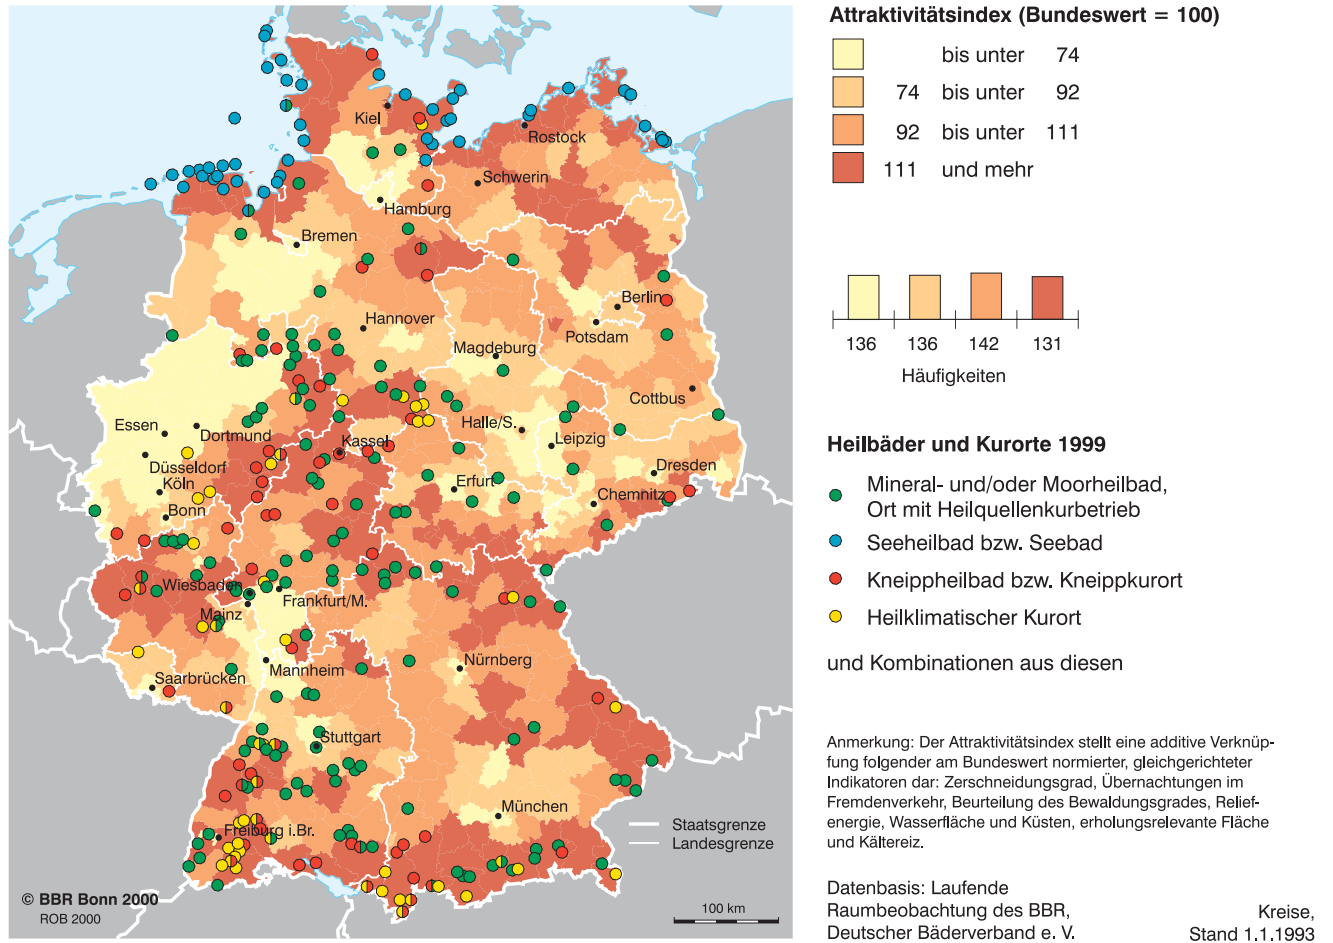 Attraktivitätsindex (Bundeswert = 100)
bis unter 74
74 bis unter 92
92 bis unter 111
111 und mehr
136 136 142 131
Häufigkeiten
Heilbäder und Kurorte 1999
Mineral- und/oder Moorheilbad,
Ort mit Heilquellenkurbetrieb
Seeheilbad bzw. Seebad
Kneippheilbad bzw. Kneippkurort
Heilklimatischer Kurort
und Kombinationen aus diesen
Anmerkung: Der Attraktivitätsindex stellt eine additive Verknüp-
fung folgender am Bundeswert normierter, gleichgerichteter
Indikatoren dar: Zerschneidungsgrad, Übernachtungen im
Fremdenverkehr, Beurteilung des Bewaldungsgrades, Relief-
energie, Wasserfläche und Küsten, erholungsrelevante Fläche
und Kältereiz.
Datenbasis: Laufende
Raumbeobachtung des BBR,
Deutscher Bäderverband e. V.
Kreise,
Stand 1.1.1993
Kiel
Rostock
Schwerin
Hamburg
Bremen
Berlin
Hannover
Potsdam
Magdeburg
Cottbus
Essen
Dortmund
Halle/S.
Kassel
Leipzig
Düsseldorf
Dresden
Köln
Erfurt
Chemnitz
Bonn
Wiesbaden
Frankfurt/M.
Mainz
Nürnberg
Mannheim
Saarbrücken
Stuttgart
München
Freiburg i.Br.
Staatsgrenze
Landesgrenze
© BBR Bonn 2000
ROB 2000
100 km